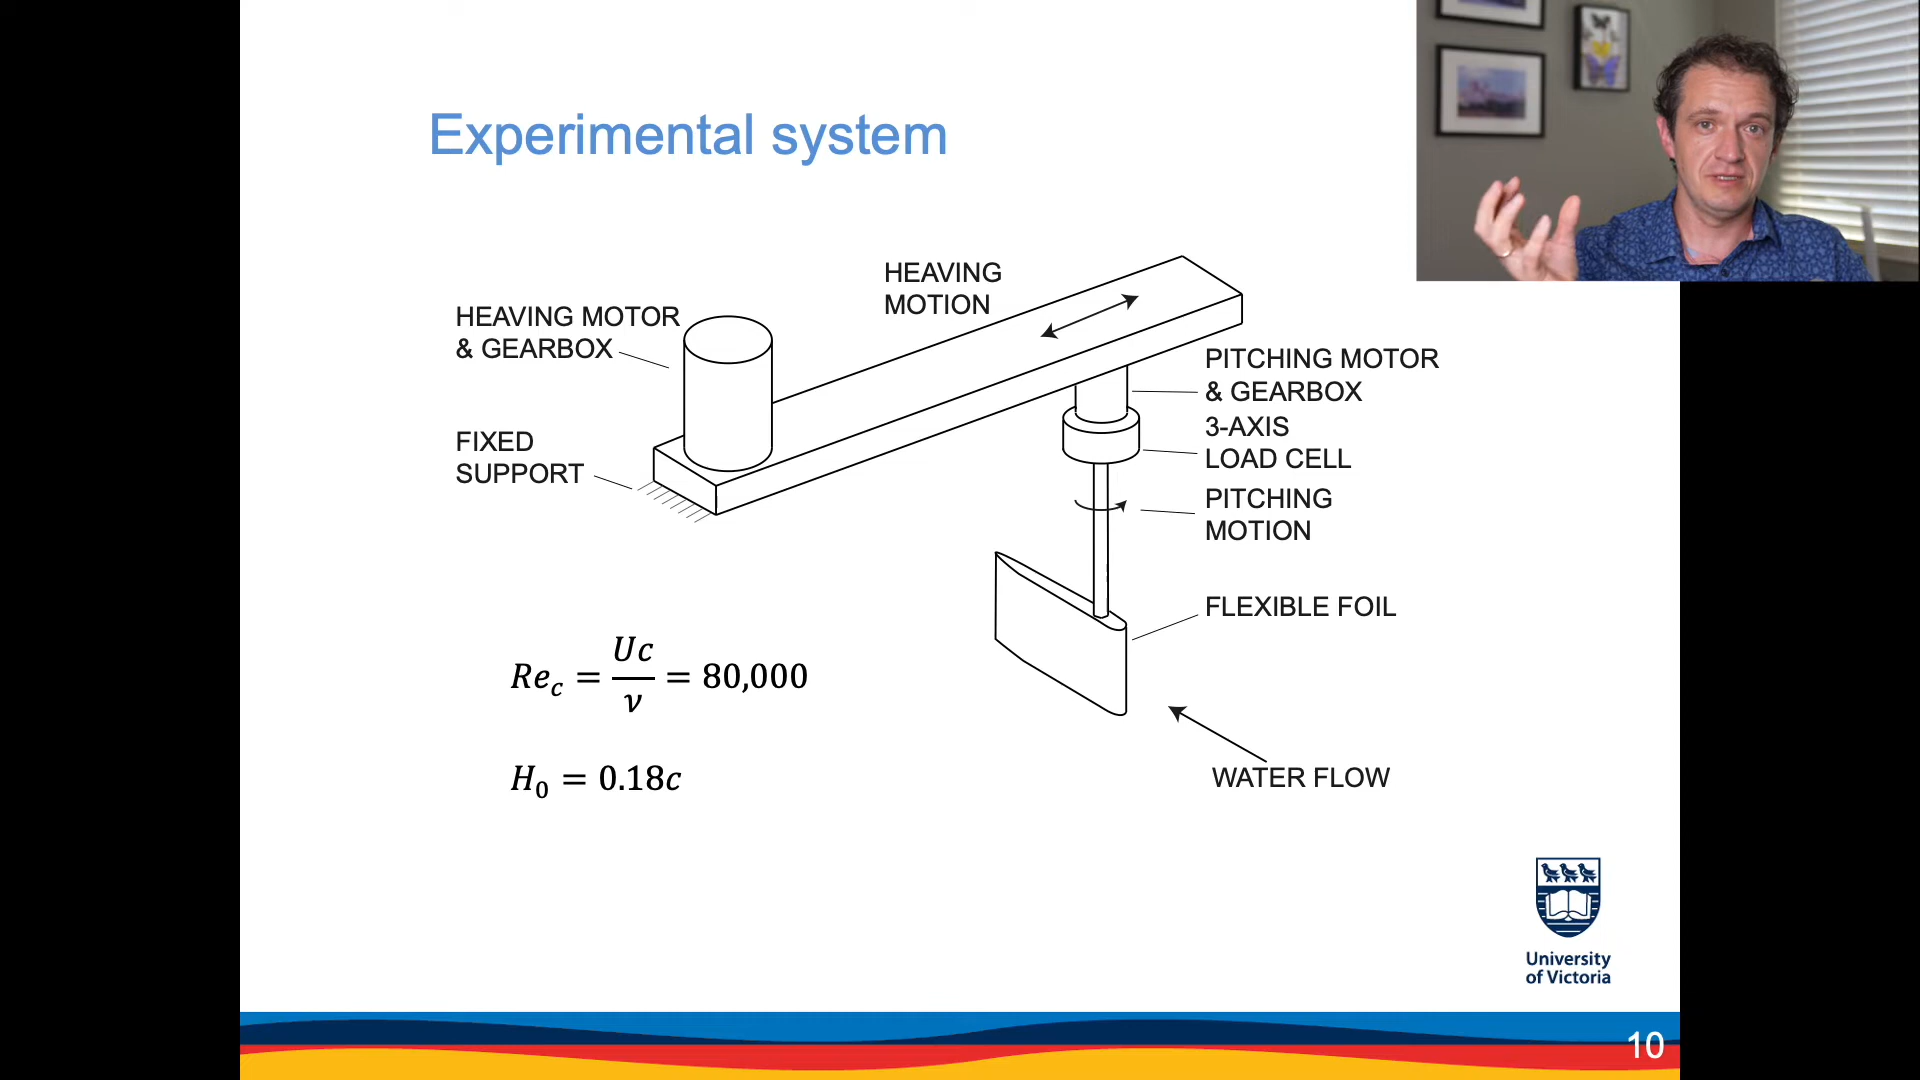 Experimental system
HEAVING
MOTION
HEAVING MOTOR
& GEARBOX
FIXED
SUPPORT
PITCHING MOTOR
& GEARBOX
3-AXIS
LOAD CELL
PITCHING
MOTION
FLEXIBLE FOIL
WATER FLOW
Re_c = Uc/ν = 80,000
H_0 = 0.18c
University
of Victoria
10